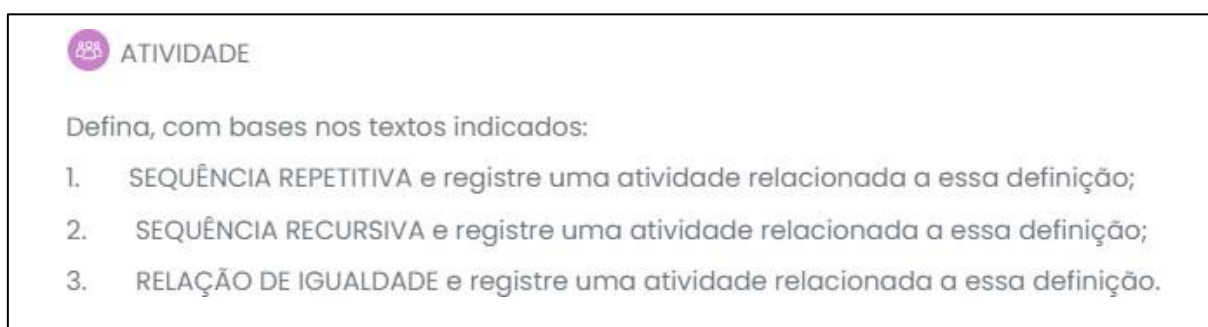 ATIVIDADE
Defina, com bases nos textos indicados:
1. SEQUÊNCIA REPETITIVA e registre uma atividade relacionada a essa definição;
2. SEQUÊNCIA RECURSIVA e registre uma atividade relacionada a essa definição;
3. RELAÇÃO DE IGUALDADE e registre uma atividade relacionada a essa definição.